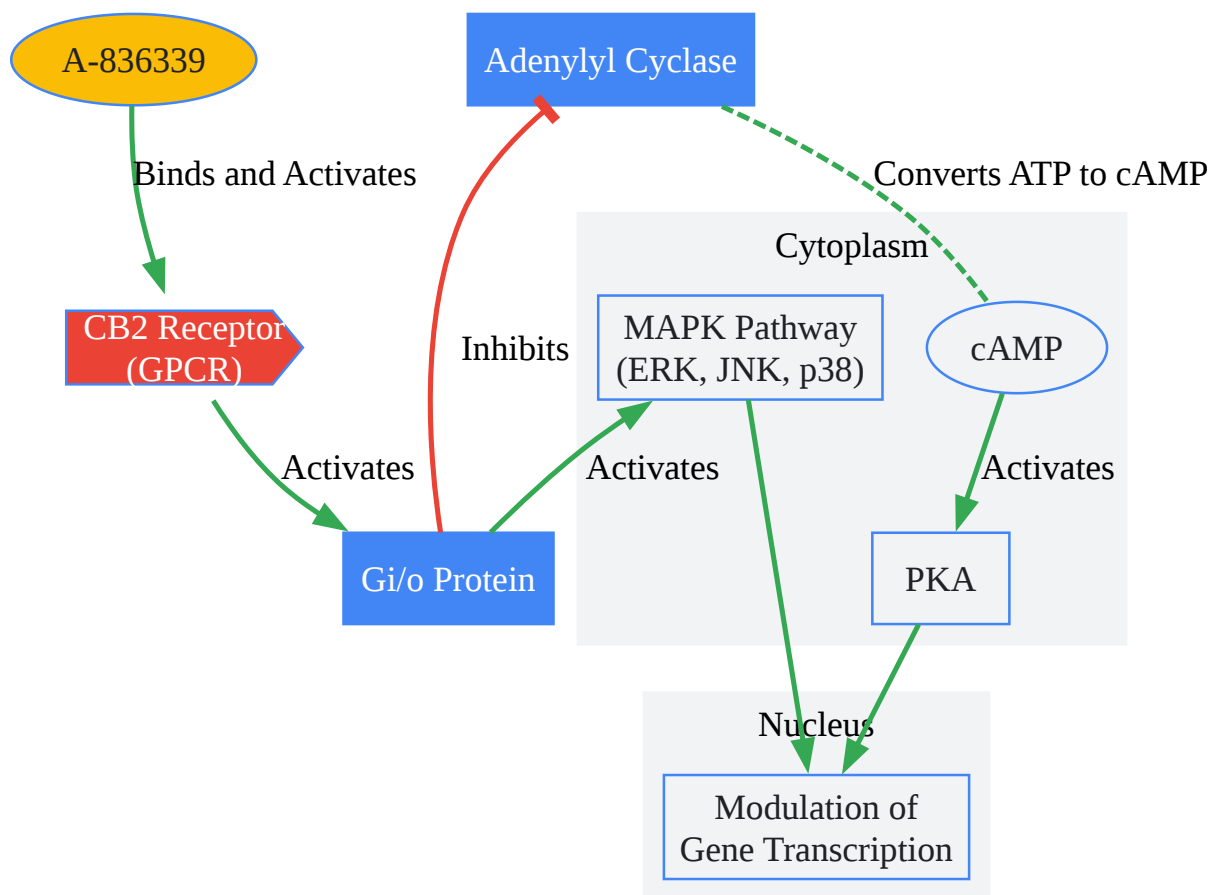 A-836339
Adenylyl Cyclase
Binds and Activates
Converts ATP to cAMP
Cytoplasm
CB2 Receptor
(GPCR)
Inhibits
MAPK Pathway
(ERK, JNK, p38)
cAMP
Activates
Activates
Activates
Gi/o Protein
PKA
Nucleus
Modulation of
Gene Transcription